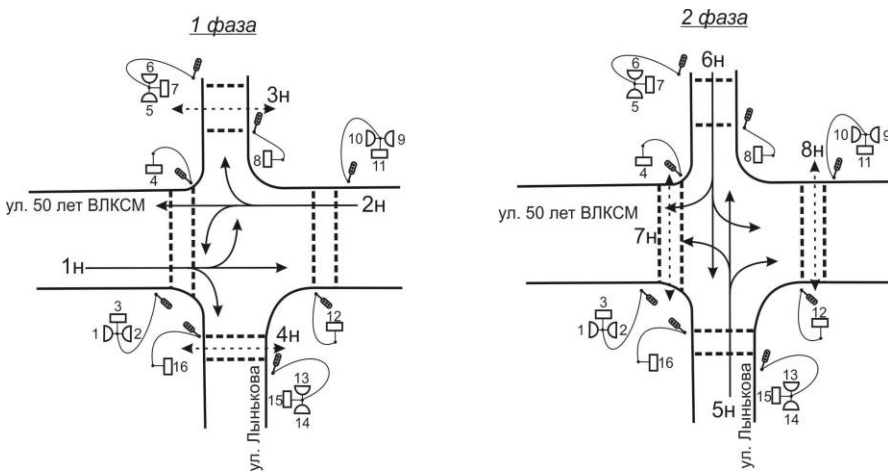 1 фаза
6
7
5
3н
8
10
9
11
4
ул. 50 лет ВЛКСМ
2н
1н
3
1
2
12
4н
16
13
15
14
ул. Лынькова
2 фаза
6н
6
7
5
8
8н
10
9
11
4
ул. 50 лет ВЛКСМ
7н
3
1
2
12
16
13
15
14
5н
ул. Лынькова